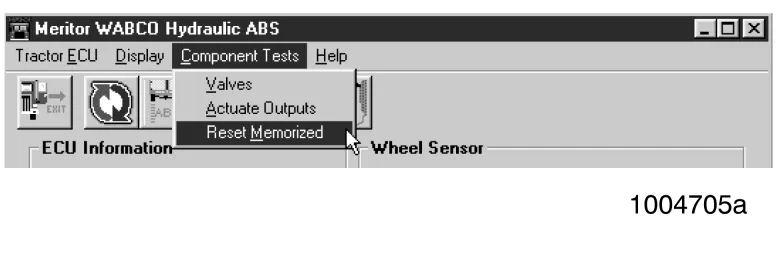 Meritor WABCO Hydraulic ABS
Tractor ECU Display Component Tests Help
Valves
EXIT
AB
Actuate Outputs
Reset Memorized
ECU Information
Wheel Sensor
1004705a